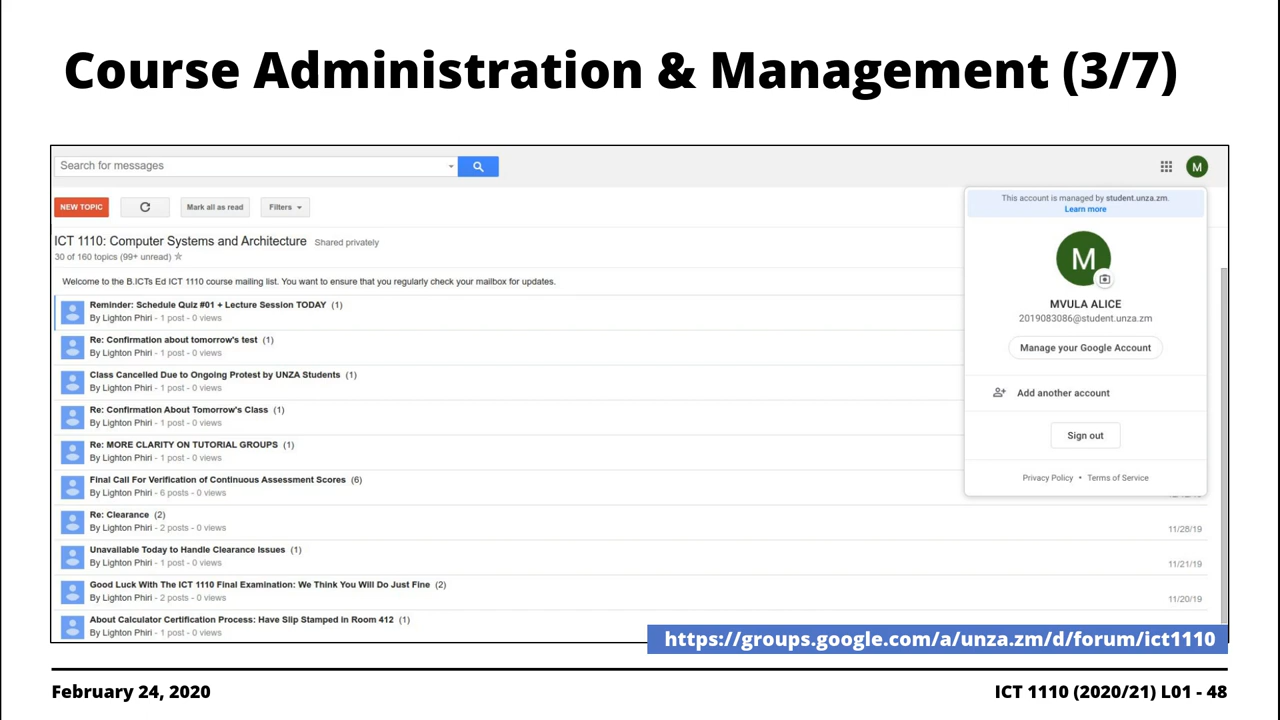 Course Administration & Management (3/7)
Search for messages
M
NEW TOPIC
Mark all as read
Filters
This account is managed by student.unza.zm.
Learn more
ICT 1110: Computer Systems and Architecture Shared privately
30 of 160 topics (99+ unread)
Welcome to the B.ICTs Ed ICT 1110 course mailing list. You want to ensure that you regularly check your mailbox for updates.
M
MVULA ALICE
2019083086@student.unza.zm
Manage your Google Account
Add another account
Sign out
Privacy Policy • Terms of Service
Reminder: Schedule Quiz #01 + Lecture Session TODAY (1)
By Lighton Phiri - 1 post - 0 views
Re: Confirmation about tomorrow's test (1)
By Lighton Phiri - 1 post - 0 views
Class Cancelled Due to Ongoing Protest by UNZA Students (1)
By Lighton Phiri - 1 post - 0 views
Re: Confirmation About Tomorrow's Class (1)
By Lighton Phiri - 1 post - 0 views
Re: MORE CLARITY ON TUTORIAL GROUPS (1)
By Lighton Phiri - 1 post - 0 views
Final Call For Verification of Continuous Assessment Scores (6)
By Lighton Phiri - 6 posts - 0 views
Re: Clearance (2)
By Lighton Phiri - 2 posts - 0 views
11/28/19
Unavailable Today to Handle Clearance Issues (1)
By Lighton Phiri - 1 post - 0 views
11/21/19
Good Luck With The ICT 1110 Final Examination: We Think You Will Do Just Fine (2)
By Lighton Phiri - 2 posts - 0 views
11/20/19
About Calculator Certification Process: Have Slip Stamped in Room 412 (1)
By Lighton Phiri - 1 post - 0 views
https://groups.google.com/a/unza.zm/d/forum/ict1110
February 24, 2020
ICT 1110 (2020/21) L01 - 48